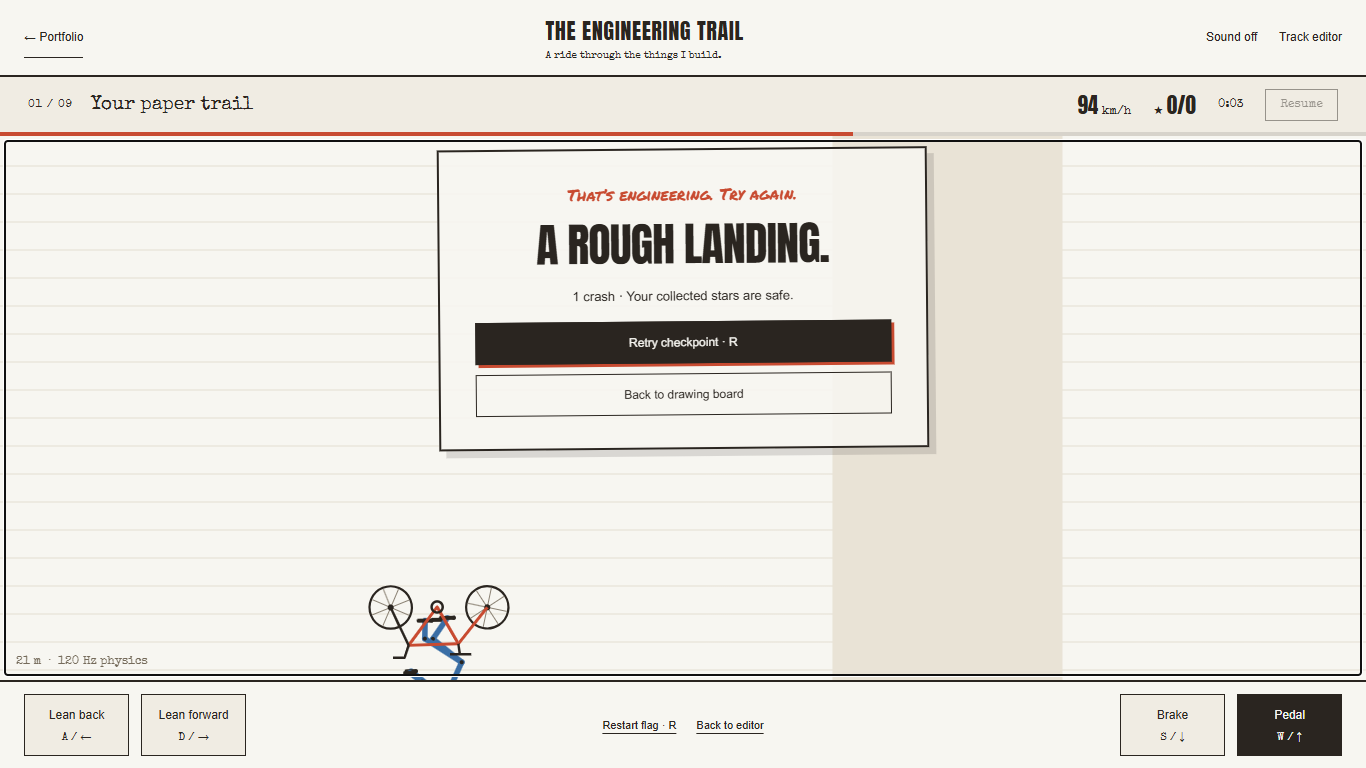 ← Portfolio
THE ENGINEERING TRAIL
A ride through the things I build.
Sound off
Track editor
01 / 09
Your paper trail
94 km/h
★ 0/0
0:03
Resume
That's engineering. Try again.
A ROUGH LANDING.
1 crash · Your collected stars are safe.
Retry checkpoint · R
Back to drawing board
21 m · 120 Hz physics
Lean back
A / ←
Lean forward
D / →
Restart flag · R
Back to editor
Brake
S / ↓
Pedal
W / ↑